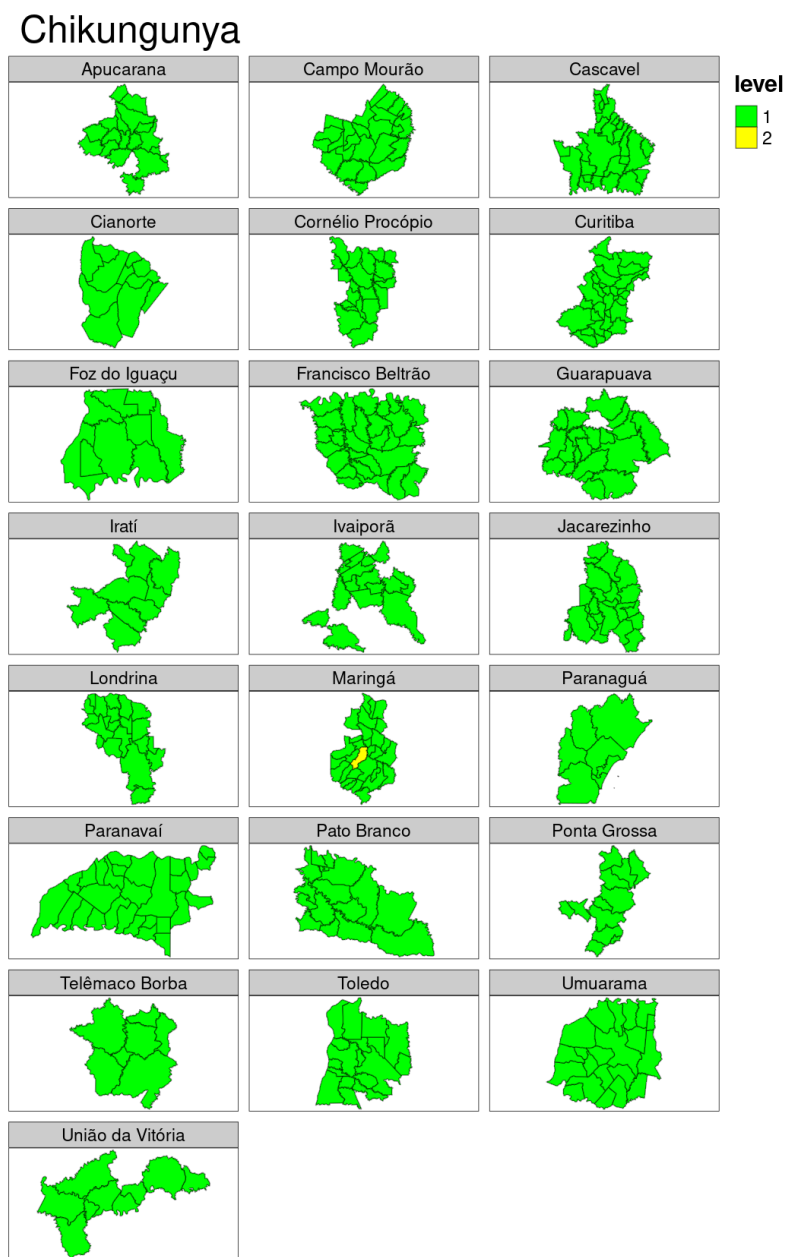 Chikungunya
Apucarana
Campo Mourão
Cascavel
level
1
2
Cianorte
Cornélio Procópio
Curitiba
Foz do Iguaçu
Francisco Beltrão
Guarapuava
Iratí
Ivaiporã
Jacarezinho
Londrina
Maringá
Paranaguá
Paranavaí
Pato Branco
Ponta Grossa
Telêmaco Borba
Toledo
Umuarama
União da Vitória